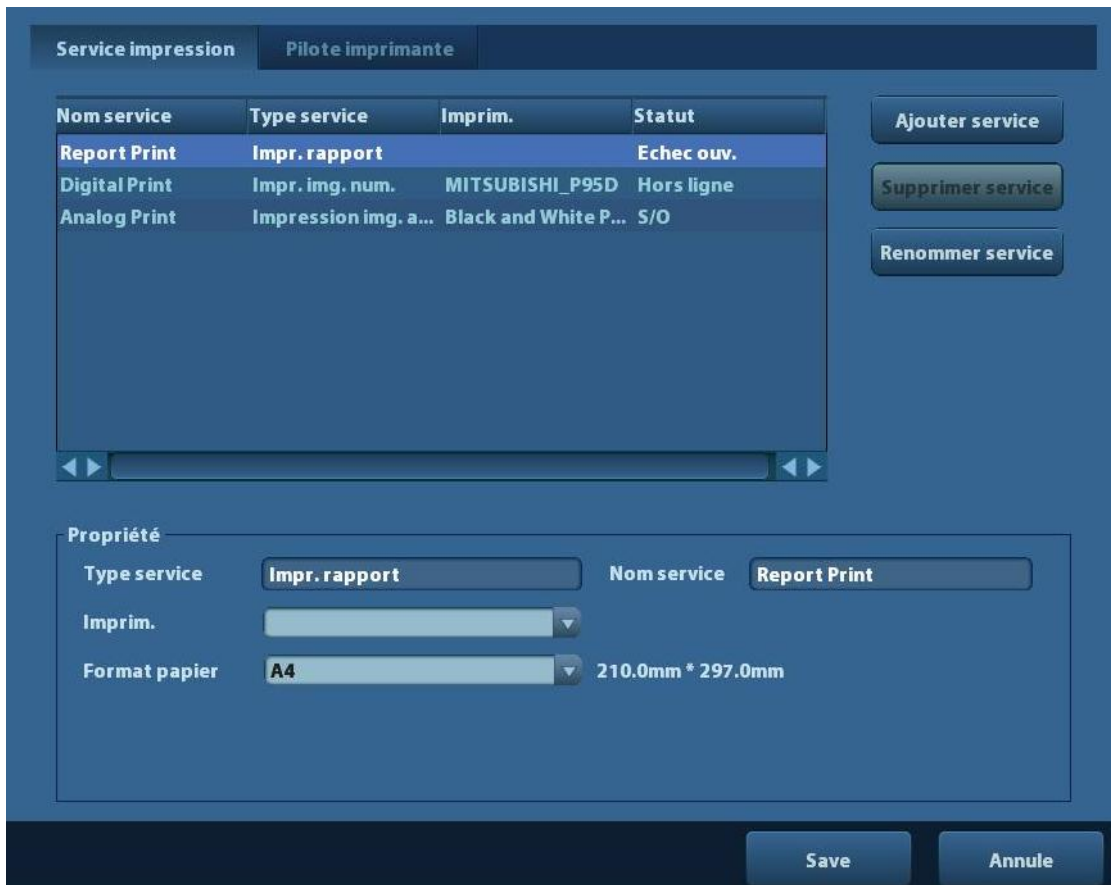 Service impression Pilote imprimante
Nom service Type service Imprim. Statut
Ajouter service
Report Print Impr. rapport Echec ouv.
Digital Print Impr. img. num. MITSUBISHI_P95D Hors ligne
Supprimer service
Analog Print Impression img. a... Black and White P... S/O
Renommer service
Propriété
Type service Impr. rapport Nom service Report Print
Imprim.
Format papier A4 210.0mm * 297.0mm
Save Annule